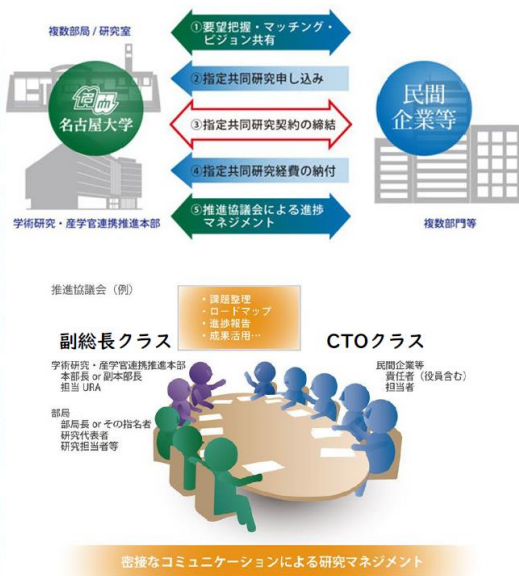 複数部局 / 研究室
名古屋大学
学術研究・産学官連携推進本部
①要望把握・マッチング・
ビジョン共有
②指定共同研究申し込み
③指定共同研究契約の締結
④指定共同研究経費の納付
⑤推進協議会による進捗
マネジメント
民間
企業等
複数部門等
推進協議会（例）
・課題整理
・ロードマップ
・進捗報告
・成果活用…
副総長クラス
CTOクラス
学術研究・産学官連携推進本部
本部長 or 副本部長
担当 URA
部局
部局長 or その指名者
研究代表者
研究担当者等
民間企業等
責任者（役員含む）
担当者
密接なコミュニケーションによる研究マネジメント